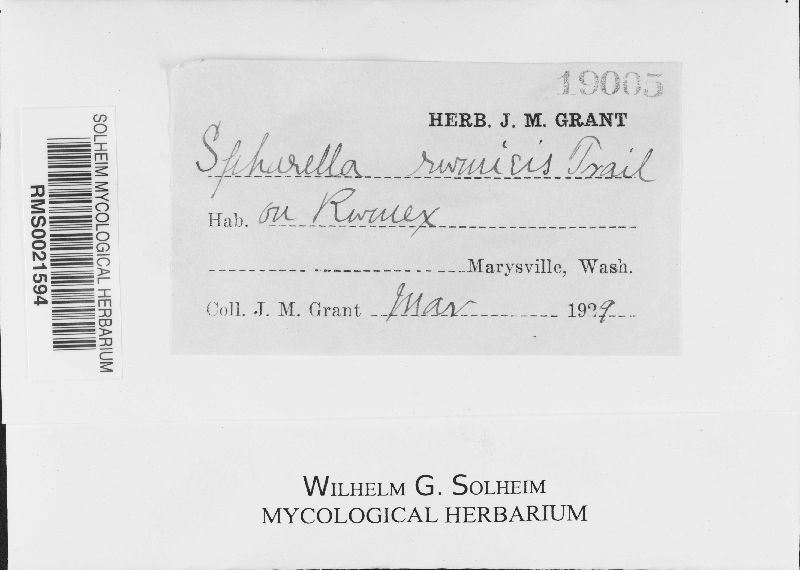 19005
HERB. J. M. GRANT
Sphaerella rumicis Trail
Hab. on Rumex
Marysville, Wash.
Coll. J. M. Grant Mar 1929
SOLHEIM MYCOLOGICAL HERBARIUM
RMS0021594
WILHELM G. SOLHEIM
MYCOLOGICAL HERBARIUM